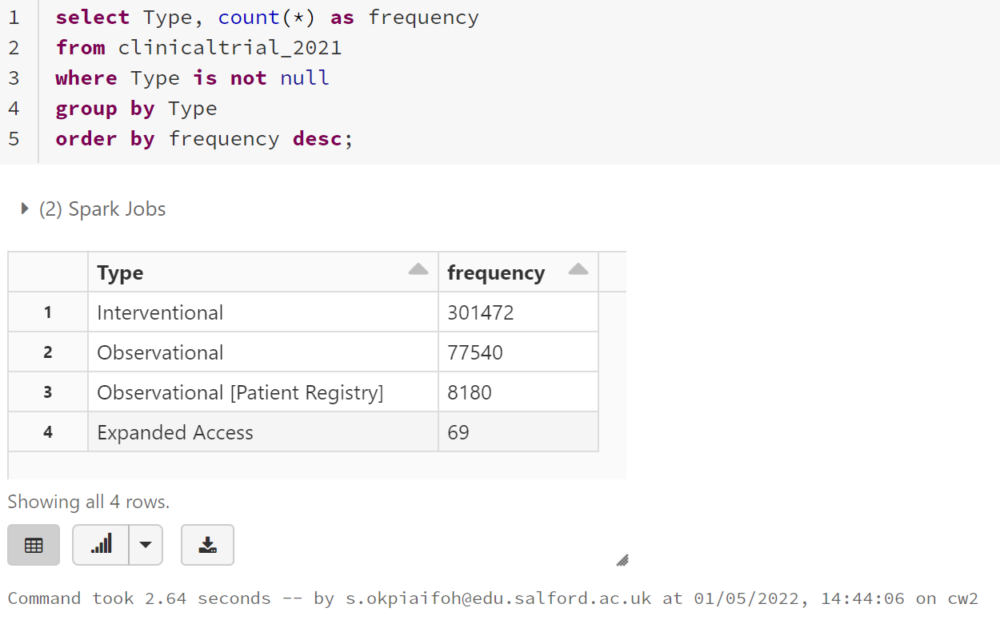 1 select Type, count(*) as frequency
2 from clinicaltrial_2021
3 where Type is not null
4 group by Type
5 order by frequency desc;
(2) Spark Jobs
Type frequency
1 Interventional 301472
2 Observational 77540
3 Observational [Patient Registry] 8180
4 Expanded Access 69
Showing all 4 rows.
Command took 2.64 seconds -- by s.okpiaifoh@edu.salford.ac.uk at 01/05/2022, 14:44:06 on cw2